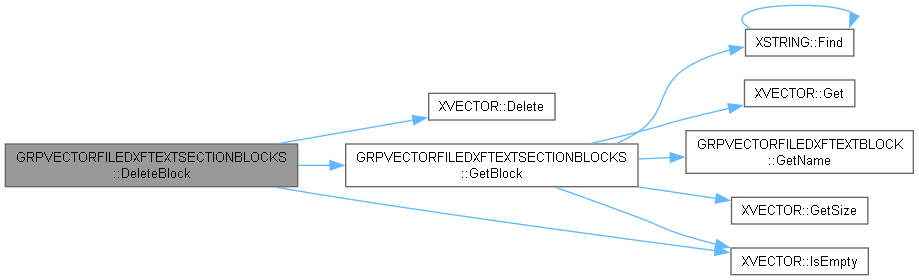 GRPVECTORFILEDXFTEXTSECTIONBLOCKS
::DeleteBlock
XVECTOR::Delete
GRPVECTORFILEDXFTEXTSECTIONBLOCKS
::GetBlock
XSTRING::Find
XVECTOR::Get
GRPVECTORFILEDXFTEXTBLOCK
::GetName
XVECTOR::GetSize
XVECTOR::IsEmpty